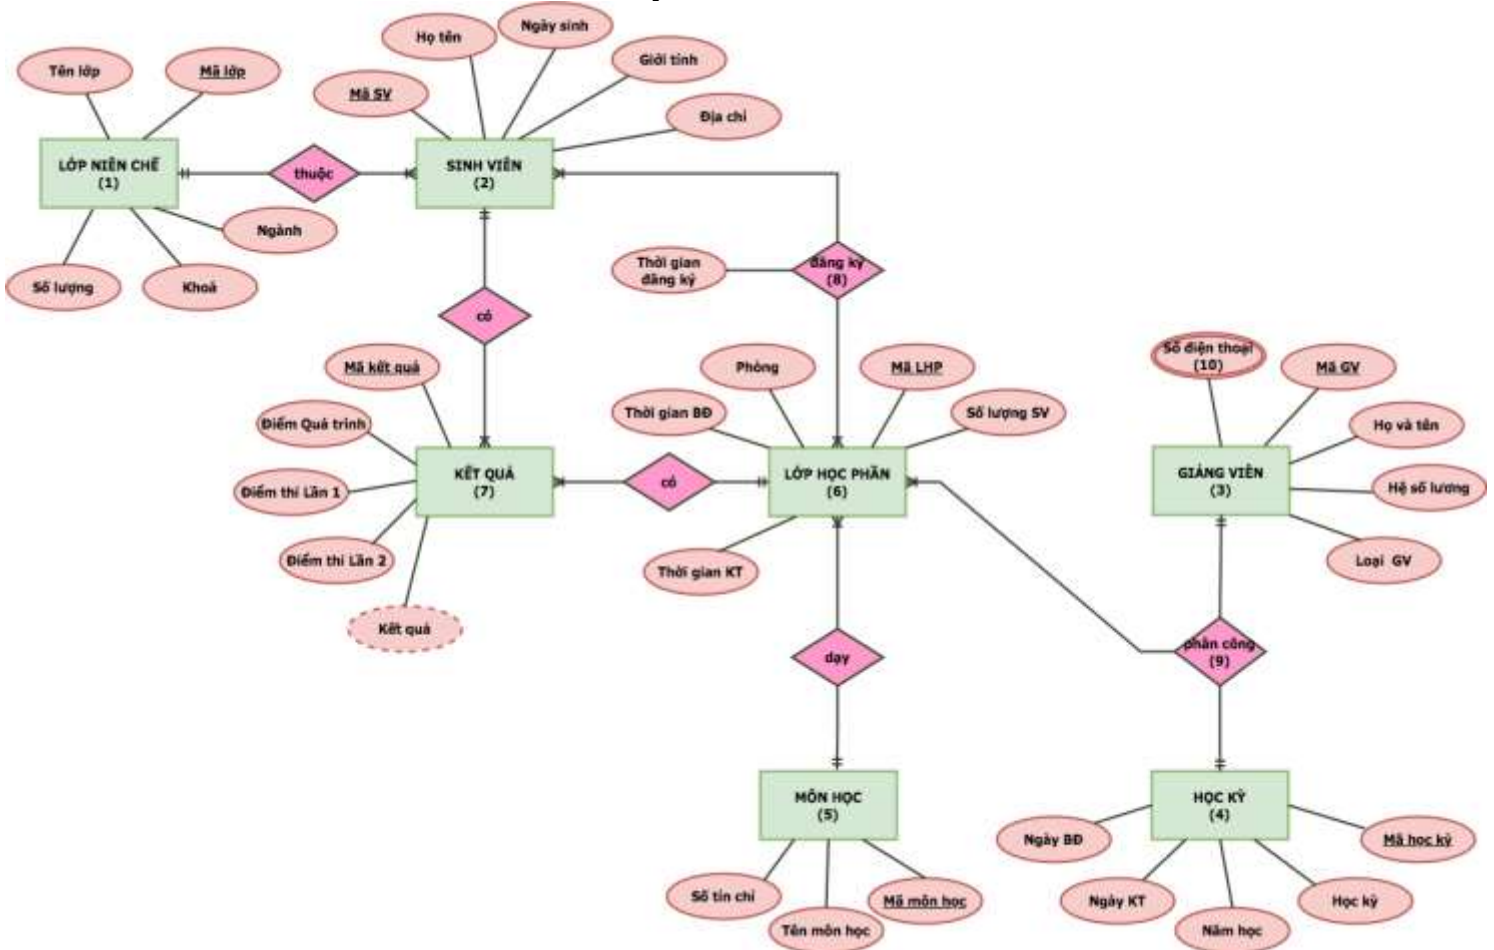 Ngày sinh
Họ tên
Giới tính
Tên lớp
Mã lớp
Mã SV
Địa chỉ
LỚP NIÊN CHẾ
(1)
thuộc
SINH VIÊN
(2)
Ngành
Số lượng
Khoá
Thời gian
đăng ký
đăng ký
(8)
có
Mã kết quả
Phòng
Mã LHP
Số điện thoại
(10)
Mã GV
Điểm Quá trình
Thời gian BĐ
Số lượng SV
Họ và tên
KẾT QUẢ
(7)
có
LỚP HỌC PHẦN
(6)
GIẢNG VIÊN
(3)
Điểm thi Lần 1
Hệ số lương
Điểm thi Lần 2
Thời gian KT
Loại GV
Kết quả
dạy
phân công
(9)
MÔN HỌC
(5)
HỌC KỲ
(4)
Ngày BĐ
Mã học kỳ
Số tín chỉ
Mã môn học
Ngày KT
Học kỳ
Tên môn học
Năm học